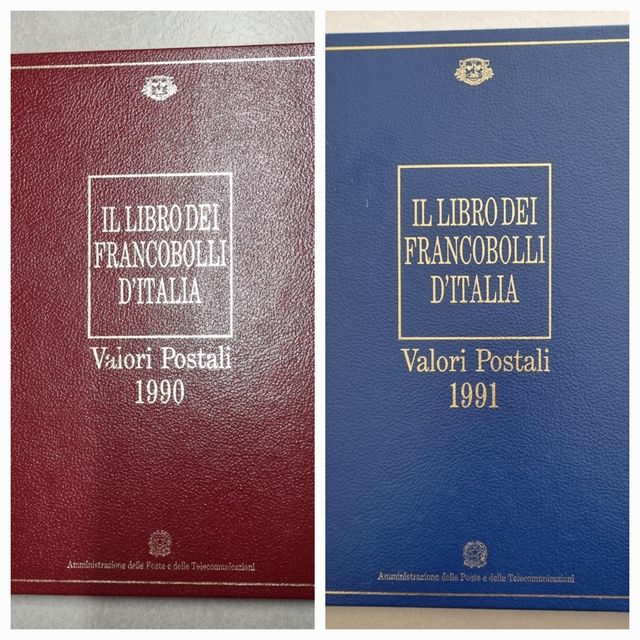 IL LIBRO DEI
FRANCOBOLLI
D'ITALIA
Valori Postali
1990
Amministrazione delle Poste e delle Telecomunicazioni
IL LIBRO DEI
FRANCOBOLLI
D'ITALIA
Valori Postali
1991
Amministrazione delle Poste e delle Telecomunicazioni